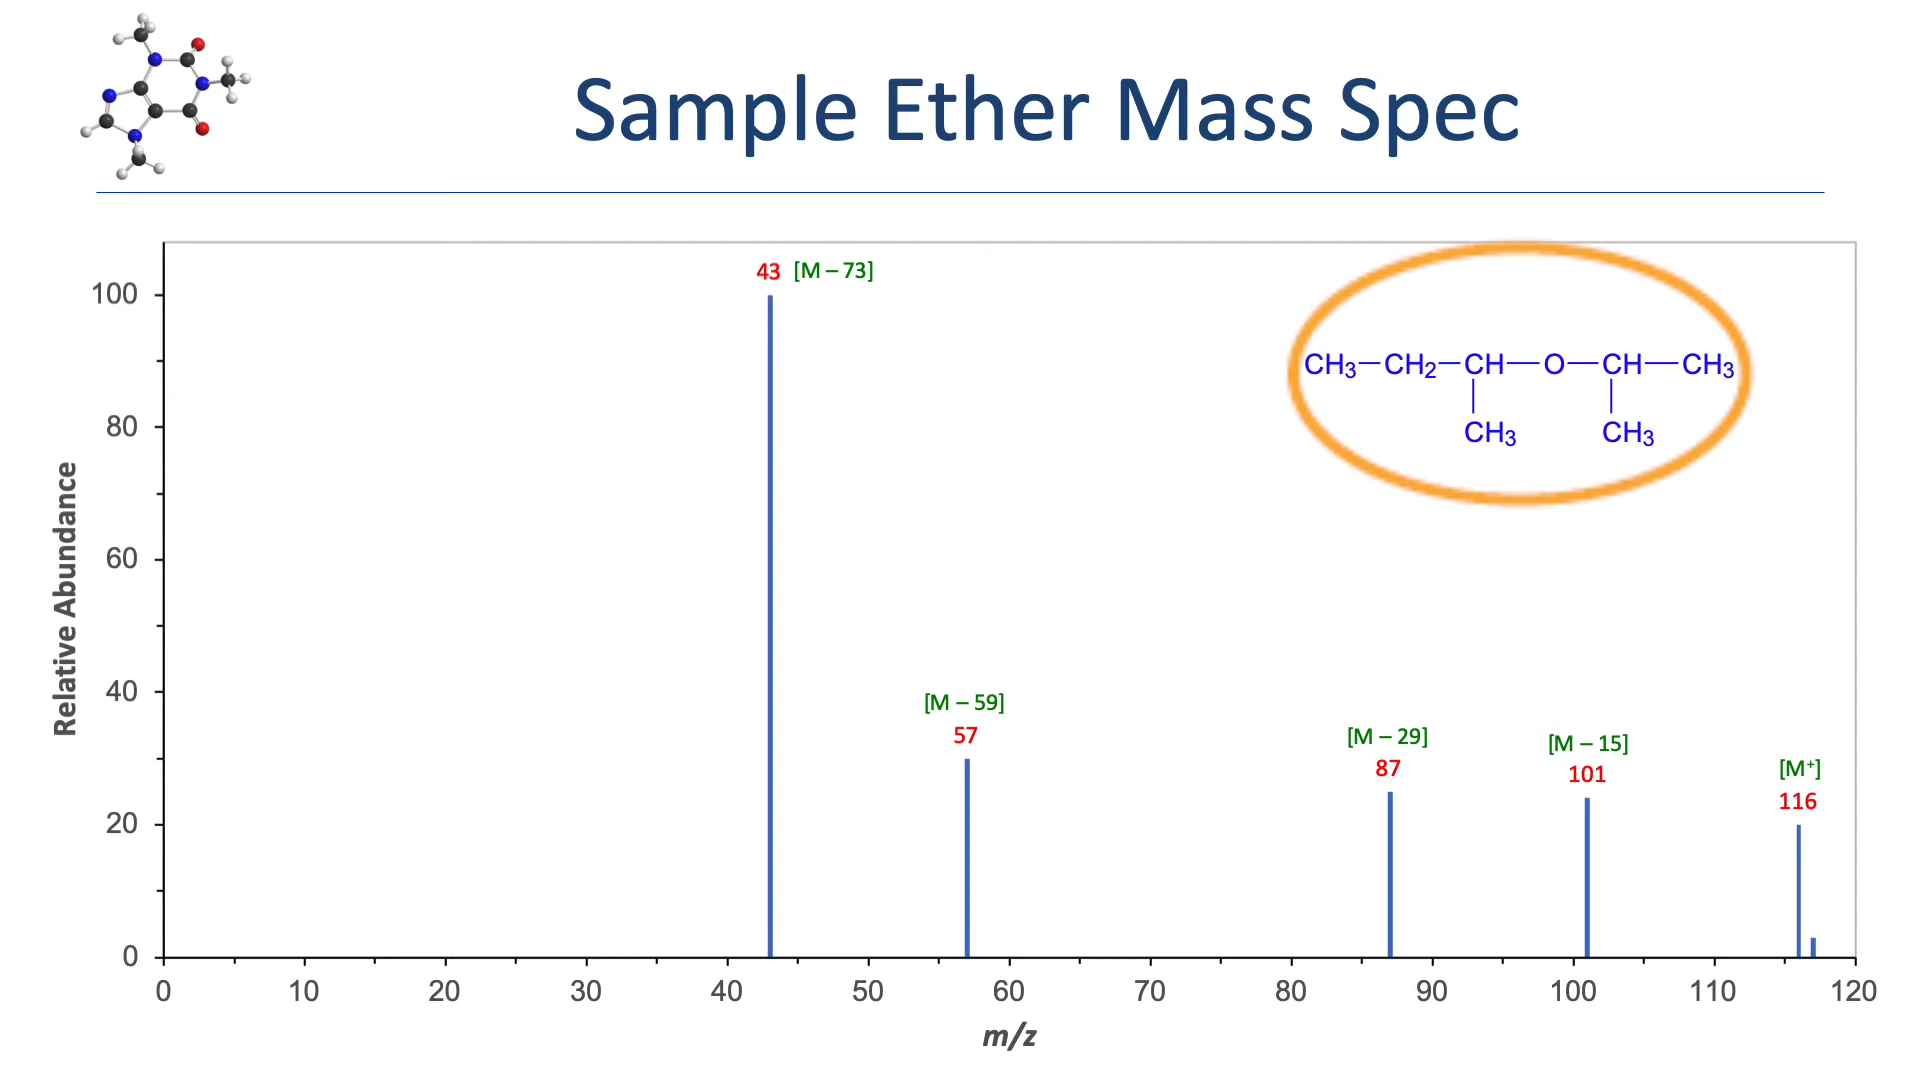 Sample Ether Mass Spec
43 [M – 73]
100
CH₃—CH₂—CH—O—CH—CH₃
CH₃ CH₃
80
60
40
20
0
Relative Abundance
[M – 59]
57
[M – 29]
87
[M – 15]
101
[M⁺]
116
0 10 20 30 40 50 60 70 80 90 100 110 120
m/z